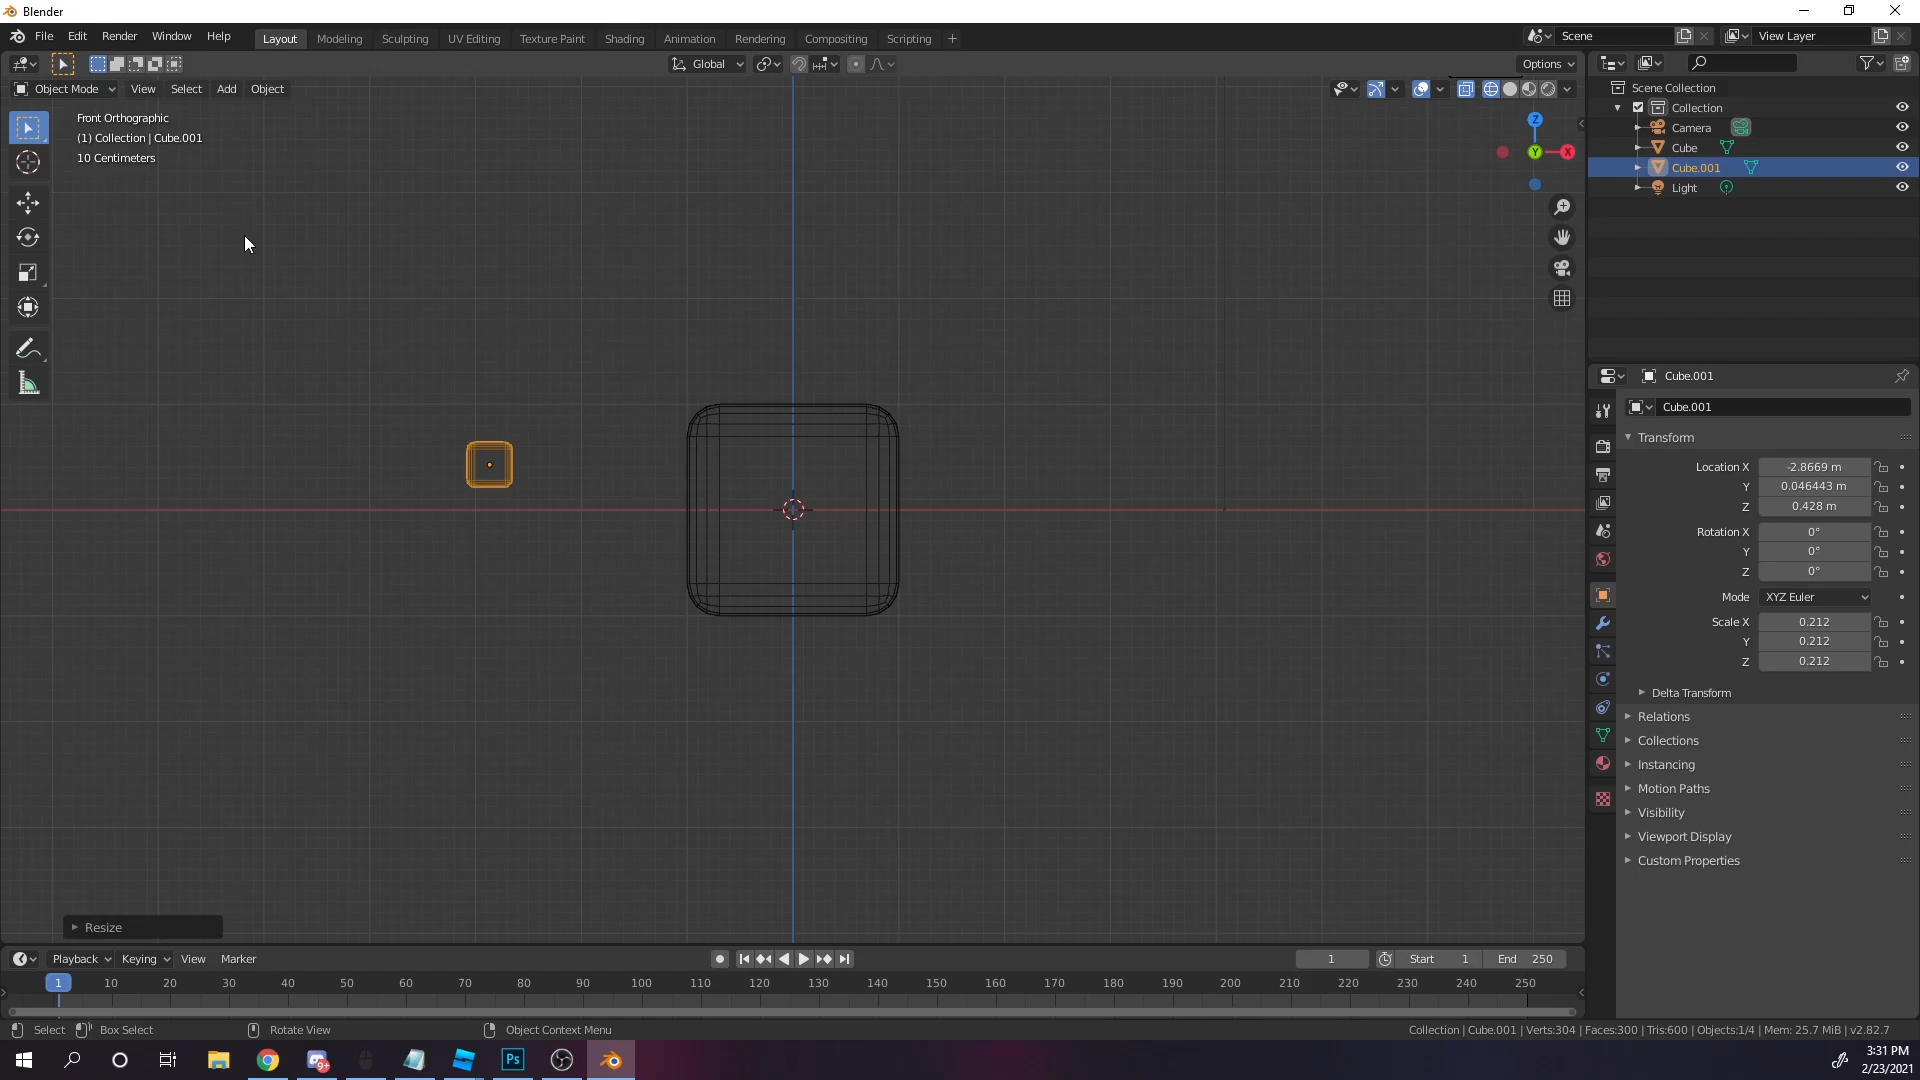 Blender
File Edit Render Window Help
Layout Modeling Sculpting UV Editing Texture Paint Shading Animation Rendering Compositing Scripting +
Scene
View Layer
Global
Options
Object Mode View Select Add Object
Front Orthographic
(1) Collection | Cube.001
10 Centimeters
Z
Y
X
Scene Collection
Collection
Camera
Cube
Cube.001
Light
Cube.001
Cube.001
Transform
Location X -2.8669 m
Y 0.046443 m
Z 0.428 m
Rotation X 0°
Y 0°
Z 0°
Mode XYZ Euler
Scale X 0.212
Y 0.212
Z 0.212
Delta Transform
Relations
Collections
Instancing
Motion Paths
Visibility
Viewport Display
Custom Properties
Resize
Playback Keying View Marker
1 Start 1 End 250
1 10 20 30 40 50 60 70 80 90 100 110 120 130 140 150 160 170 180 190 200 210 220 230 240 250
Select Box Select Rotate View Object Context Menu
Collection | Cube.001 | Verts:304 | Faces:300 | Tris:600 | Objects:1/4 | Mem: 25.7 MiB | v2.82.7
9+
Ps
3:31 PM
2/23/2021